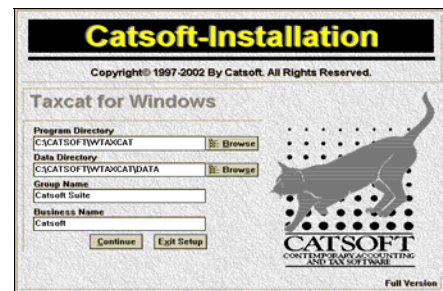 Catsoft-Installation
Copyright© 1997-2002 By Catsoft. All Rights Reserved.
Taxcat for Windows
Program Directory
C:\CATSOFT\WTAXCAT
Browse
Data Directory
C:\CATSOFT\WTAXCAT\DATA
Browse
Group Name
Catsoft Suite
Business Name
Catsoft
Continue
Exit Setup
CATSOFT
CONTEMPORARY ACCOUNTING
AND TAX SOFTWARE
Full Version